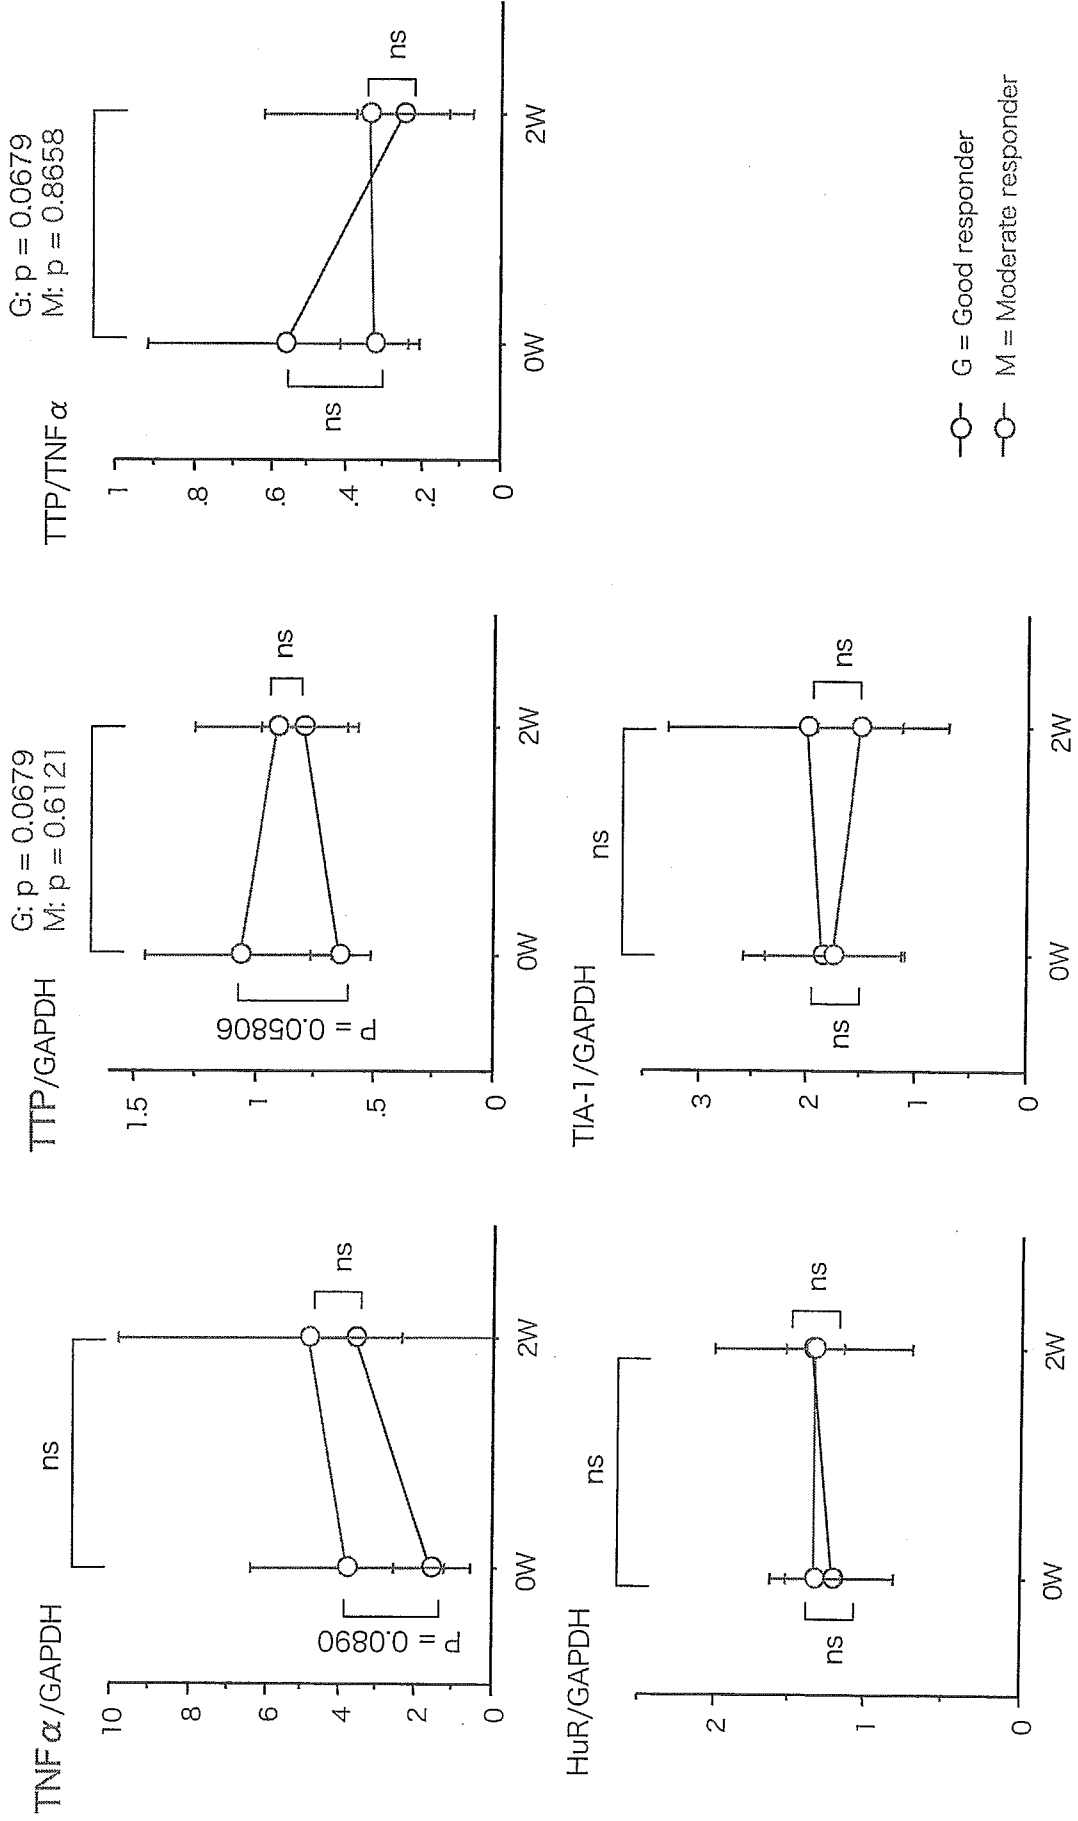 TNFα/GAPDH
ns
10
8
6
4
2
0
P = 0.0890
ns
0W
2W
TTP/GAPDH
G: p = 0.0679
M: p = 0.6121
1.5
1
.5
0
P = 0.05806
ns
0W
2W
TTP/TNFα
G: p = 0.0679
M: p = 0.8658
1
.8
.6
.4
.2
0
ns
ns
0W
2W
HuR/GAPDH
ns
2
1
0
ns
ns
0W
2W
TIA-1/GAPDH
ns
3
2
1
0
ns
ns
0W
2W
G = Good responder
M = Moderate responder